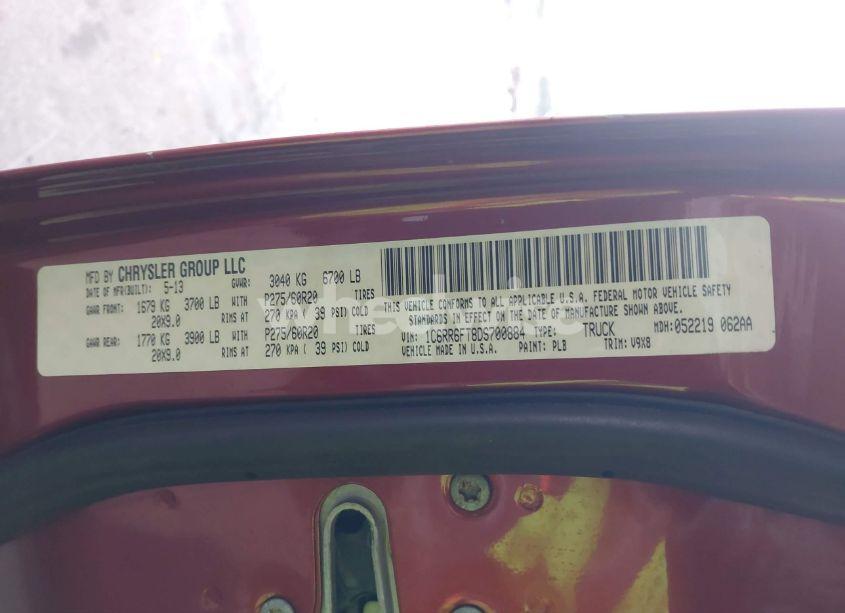 MFD BY CHRYSLER GROUP LLC
DATE OF MFR(BUILT): 5-13 GVWR: 3040 KG 6700 LB
GAWR FRONT: 1679 KG 3700 LB WITH P275/60R20 TIRES
20X9.0 RIMS AT 270 KPA ( 39 PSI) COLD
GAWR REAR: 1770 KG 3900 LB WITH P275/60R20 TIRES
20X9.0 RIMS AT 270 KPA ( 39 PSI) COLD
THIS VEHICLE CONFORMS TO ALL APPLICABLE U.S.A. FEDERAL MOTOR VEHICLE SAFETY
STANDARDS IN EFFECT ON THE DATE OF MANUFACTURE SHOWN ABOVE.
VIN: 1C6RR6FT8DS700884 TYPE: TRUCK MDH: 052219 062AA
VEHICLE MADE IN U.S.A. PAINT: PLB TRIM: V9X8